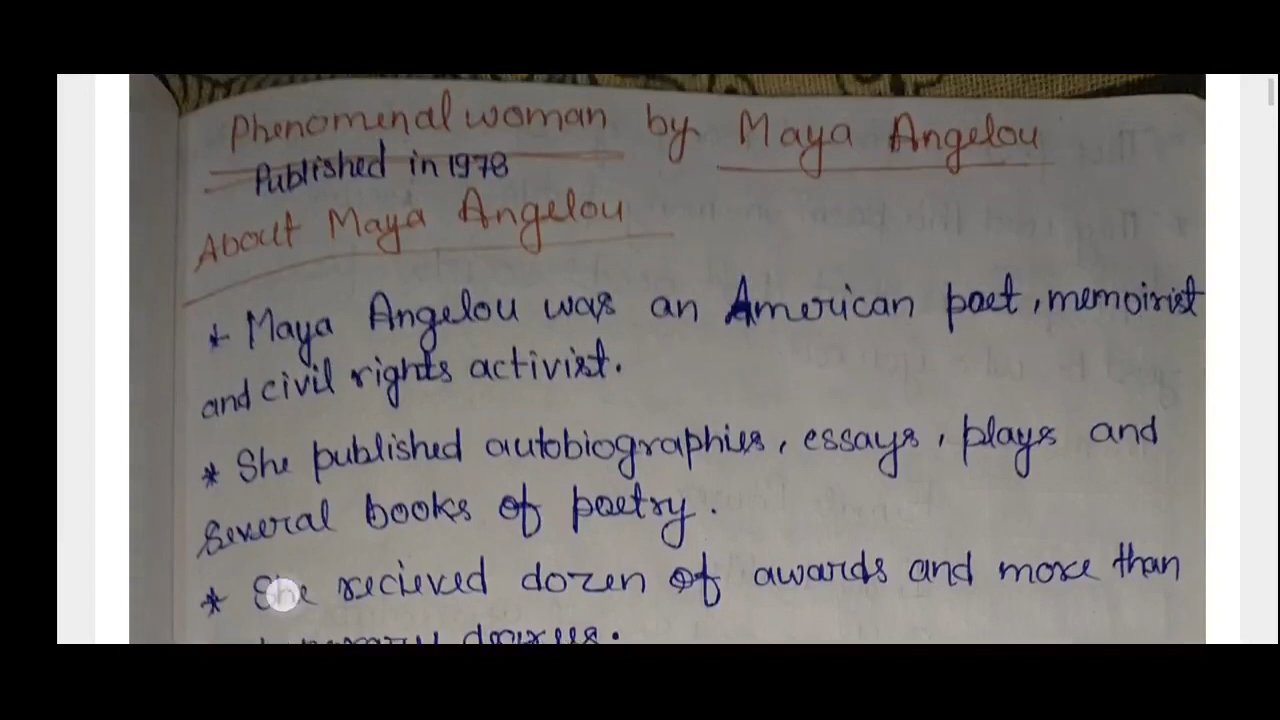 Phenomenal woman by Maya Angelou
Published in 1978
About Maya Angelou
* Maya Angelou was an American poet, memoirist
and civil rights activist.
* She published autobiographies, essays, plays and
several books of poetry.
* She recieved dozen of awards and more than
degrees.